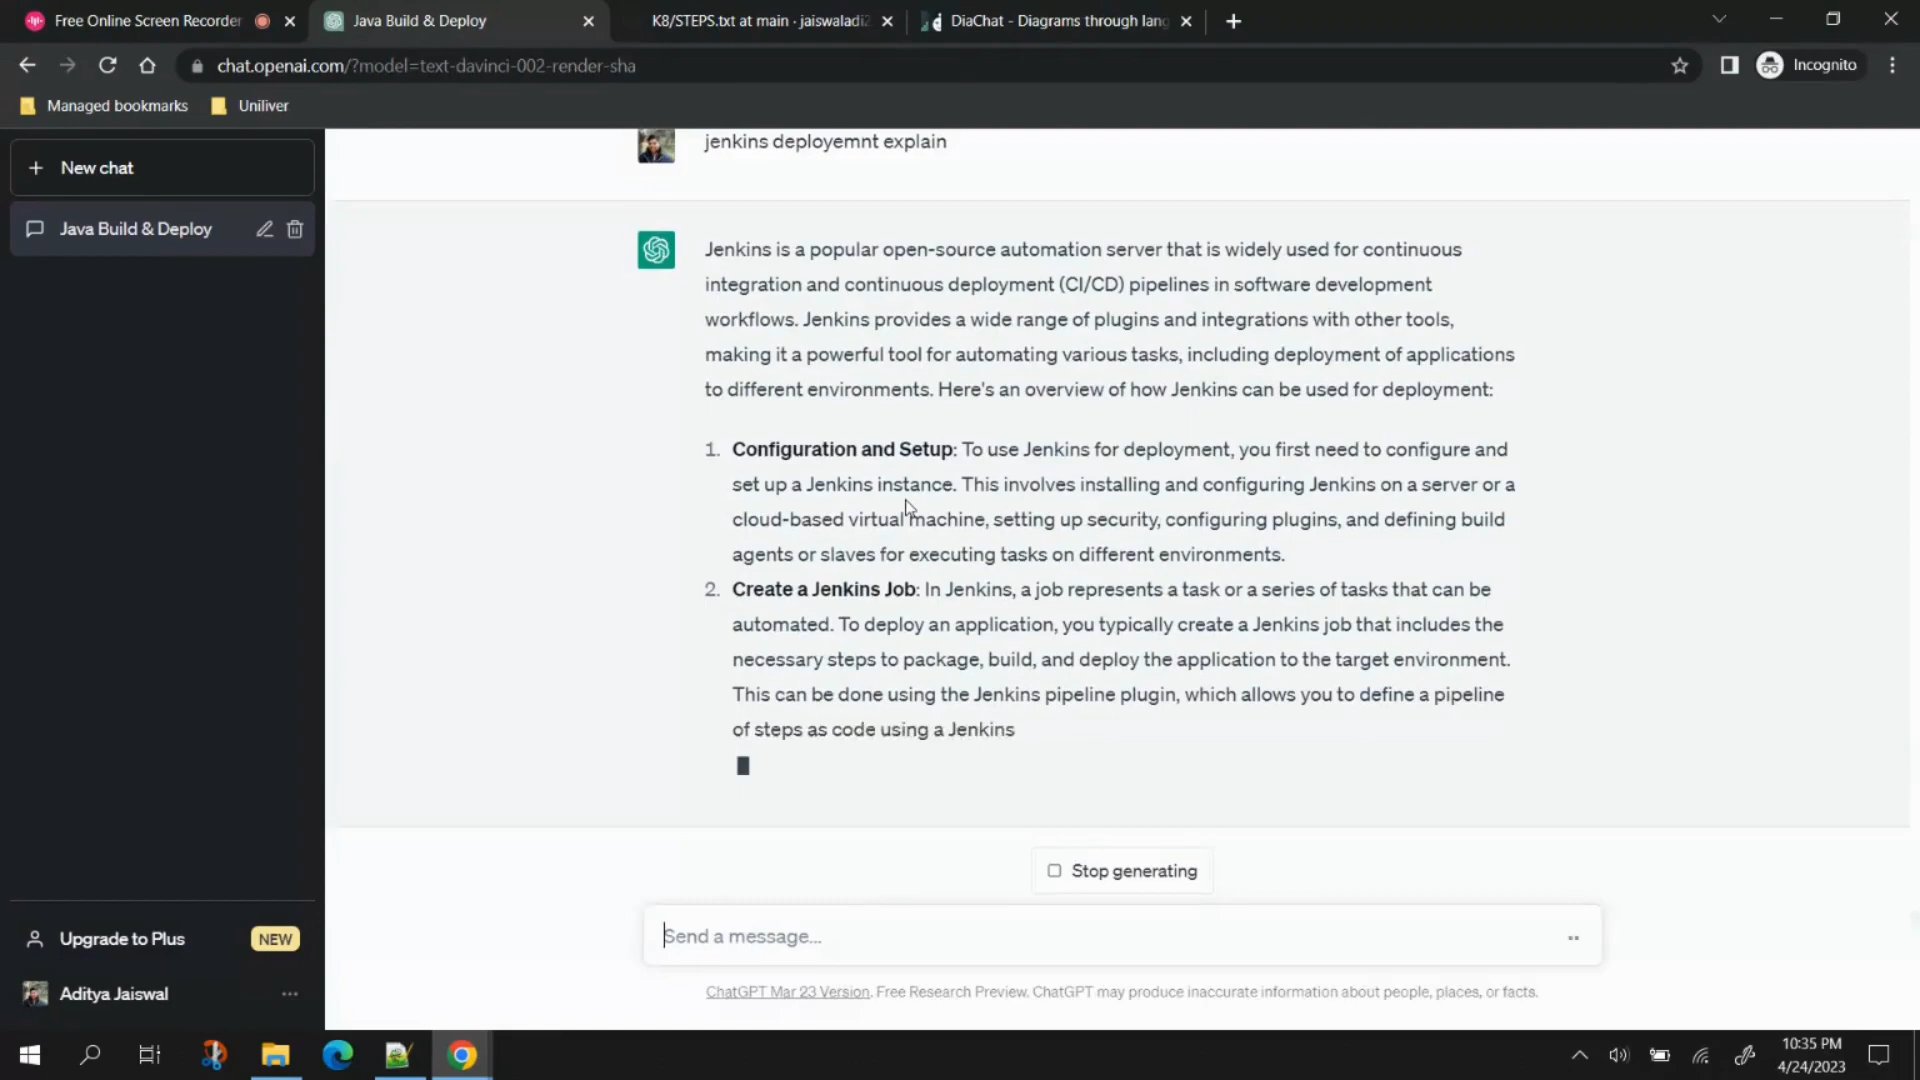 Free Online Screen Recorder
Java Build & Deploy
K8/STEPS.txt at main · jaiswaladi2
DiaChat - Diagrams through lang
chat.openai.com/?model=text-davinci-002-render-sha
Incognito
Managed bookmarks
Uniliver
New chat
Java Build & Deploy
jenkins deployemnt explain
Jenkins is a popular open-source automation server that is widely used for continuous
integration and continuous deployment (CI/CD) pipelines in software development
workflows. Jenkins provides a wide range of plugins and integrations with other tools,
making it a powerful tool for automating various tasks, including deployment of applications
to different environments. Here's an overview of how Jenkins can be used for deployment:
1. Configuration and Setup: To use Jenkins for deployment, you first need to configure and
set up a Jenkins instance. This involves installing and configuring Jenkins on a server or a
cloud-based virtual machine, setting up security, configuring plugins, and defining build
agents or slaves for executing tasks on different environments.
2. Create a Jenkins Job: In Jenkins, a job represents a task or a series of tasks that can be
automated. To deploy an application, you typically create a Jenkins job that includes the
necessary steps to package, build, and deploy the application to the target environment.
This can be done using the Jenkins pipeline plugin, which allows you to define a pipeline
of steps as code using a Jenkins
Stop generating
Send a message...
Upgrade to Plus
NEW
Aditya Jaiswal
ChatGPT Mar 23 Version. Free Research Preview. ChatGPT may produce inaccurate information about people, places, or facts.
10:35 PM
4/24/2023